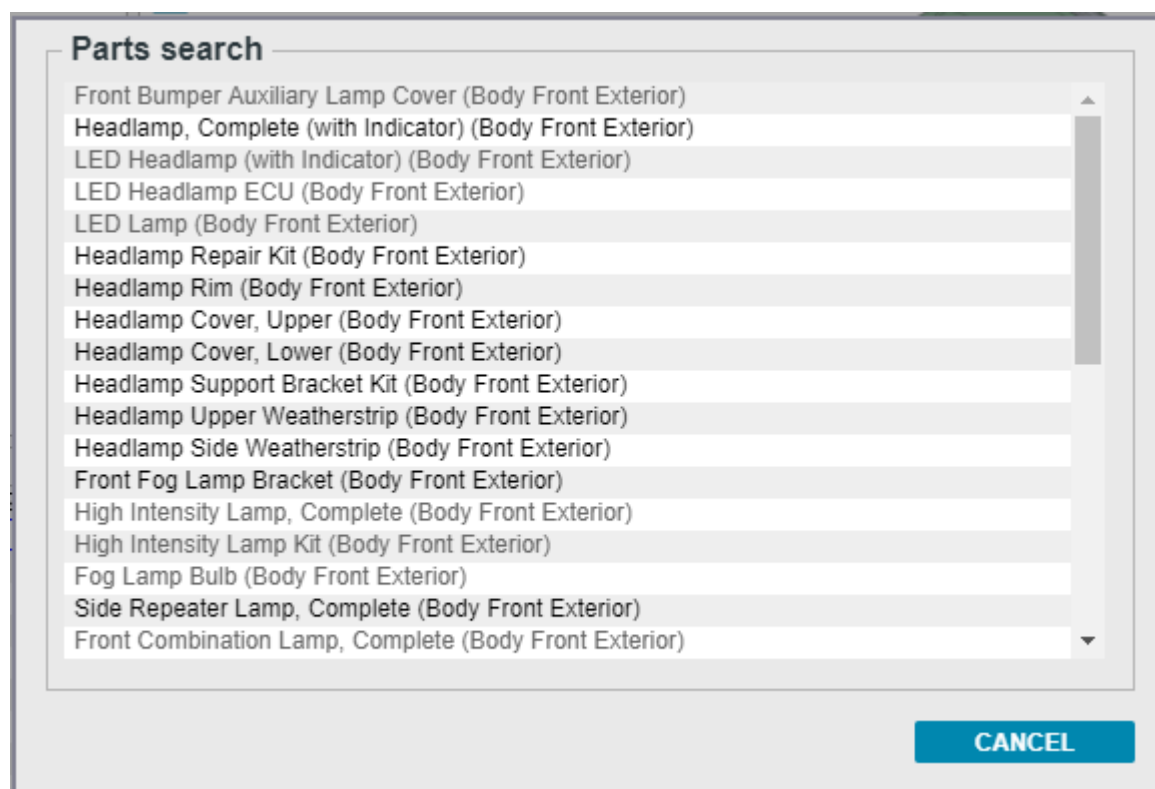 Parts search
Front Bumper Auxiliary Lamp Cover (Body Front Exterior)
Headlamp, Complete (with Indicator) (Body Front Exterior)
LED Headlamp (with Indicator) (Body Front Exterior)
LED Headlamp ECU (Body Front Exterior)
LED Lamp (Body Front Exterior)
Headlamp Repair Kit (Body Front Exterior)
Headlamp Rim (Body Front Exterior)
Headlamp Cover, Upper (Body Front Exterior)
Headlamp Cover, Lower (Body Front Exterior)
Headlamp Support Bracket Kit (Body Front Exterior)
Headlamp Upper Weatherstrip (Body Front Exterior)
Headlamp Side Weatherstrip (Body Front Exterior)
Front Fog Lamp Bracket (Body Front Exterior)
High Intensity Lamp, Complete (Body Front Exterior)
High Intensity Lamp Kit (Body Front Exterior)
Fog Lamp Bulb (Body Front Exterior)
Side Repeater Lamp, Complete (Body Front Exterior)
Front Combination Lamp, Complete (Body Front Exterior)
CANCEL